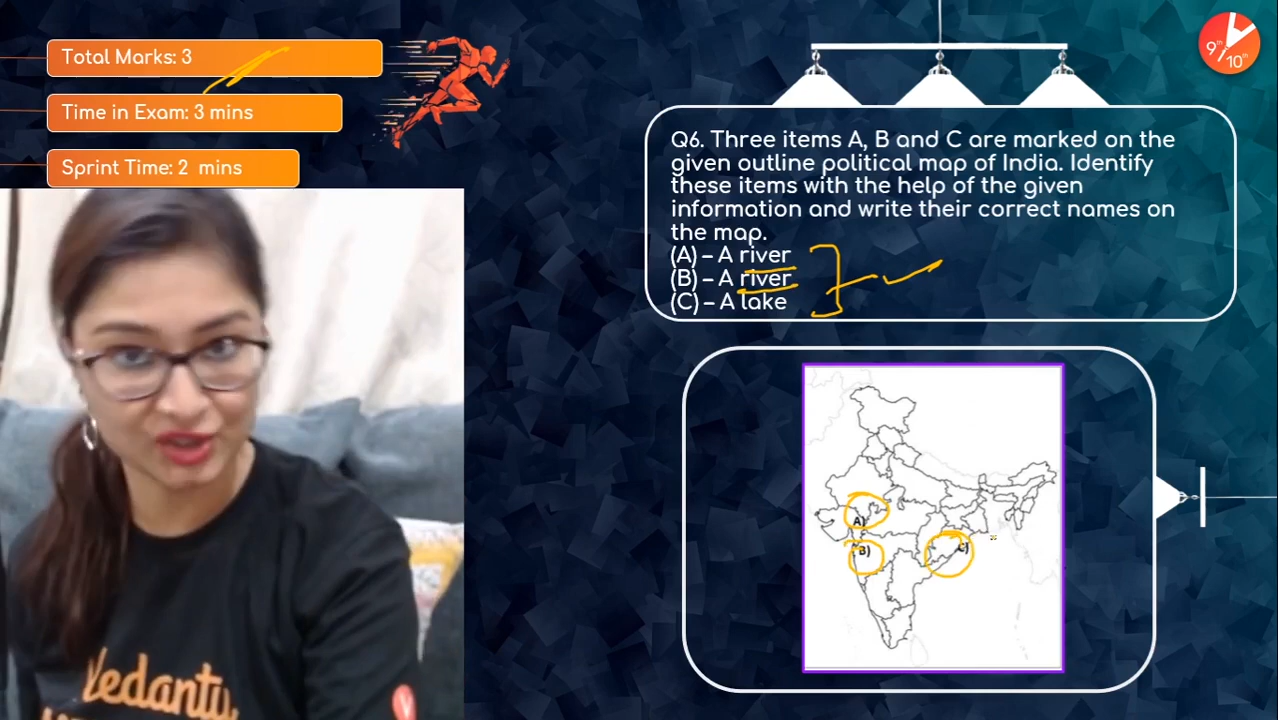 Total Marks: 3
Time in Exam: 3 mins
Sprint Time: 2 mins
9th
10th
Q6. Three items A, B and C are marked on the
given outline political map of India. Identify
these items with the help of the given
information and write their correct names on
the map.
(A) – A river
(B) – A river
(C) – A lake
A)
B)
C)
Vedantu